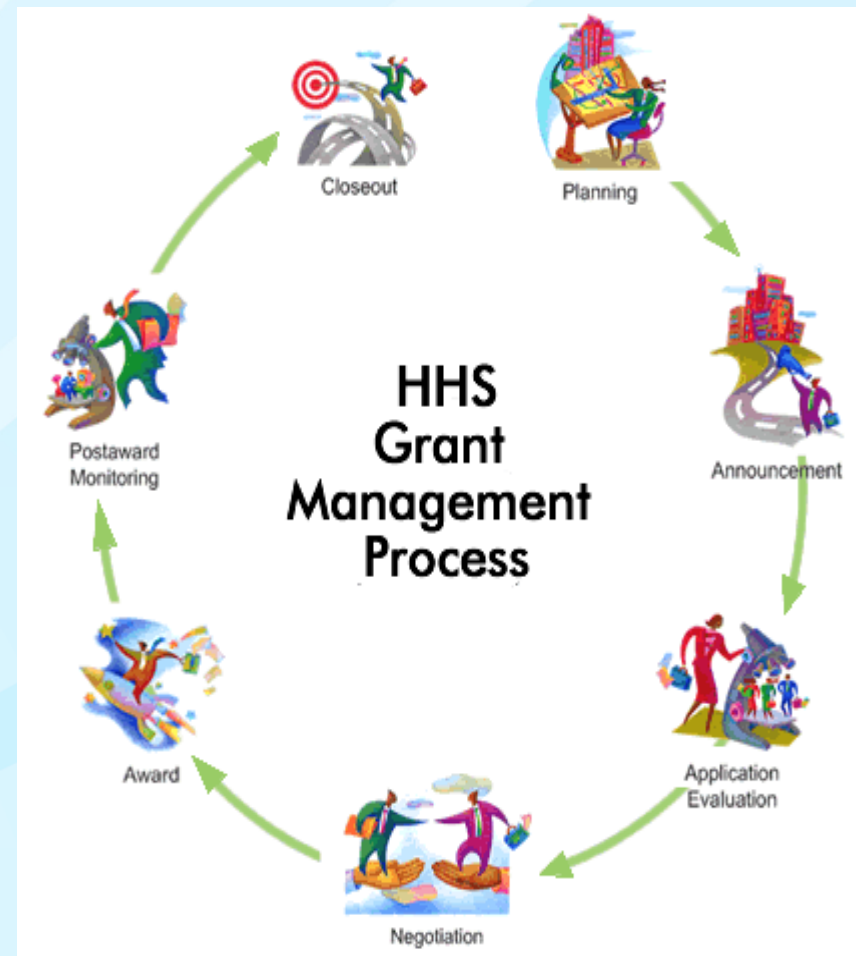 HHS
Grant
Management
Process
Planning
Announcement
Application
Evaluation
Negotiation
Award
Postaward
Monitoring
Closeout